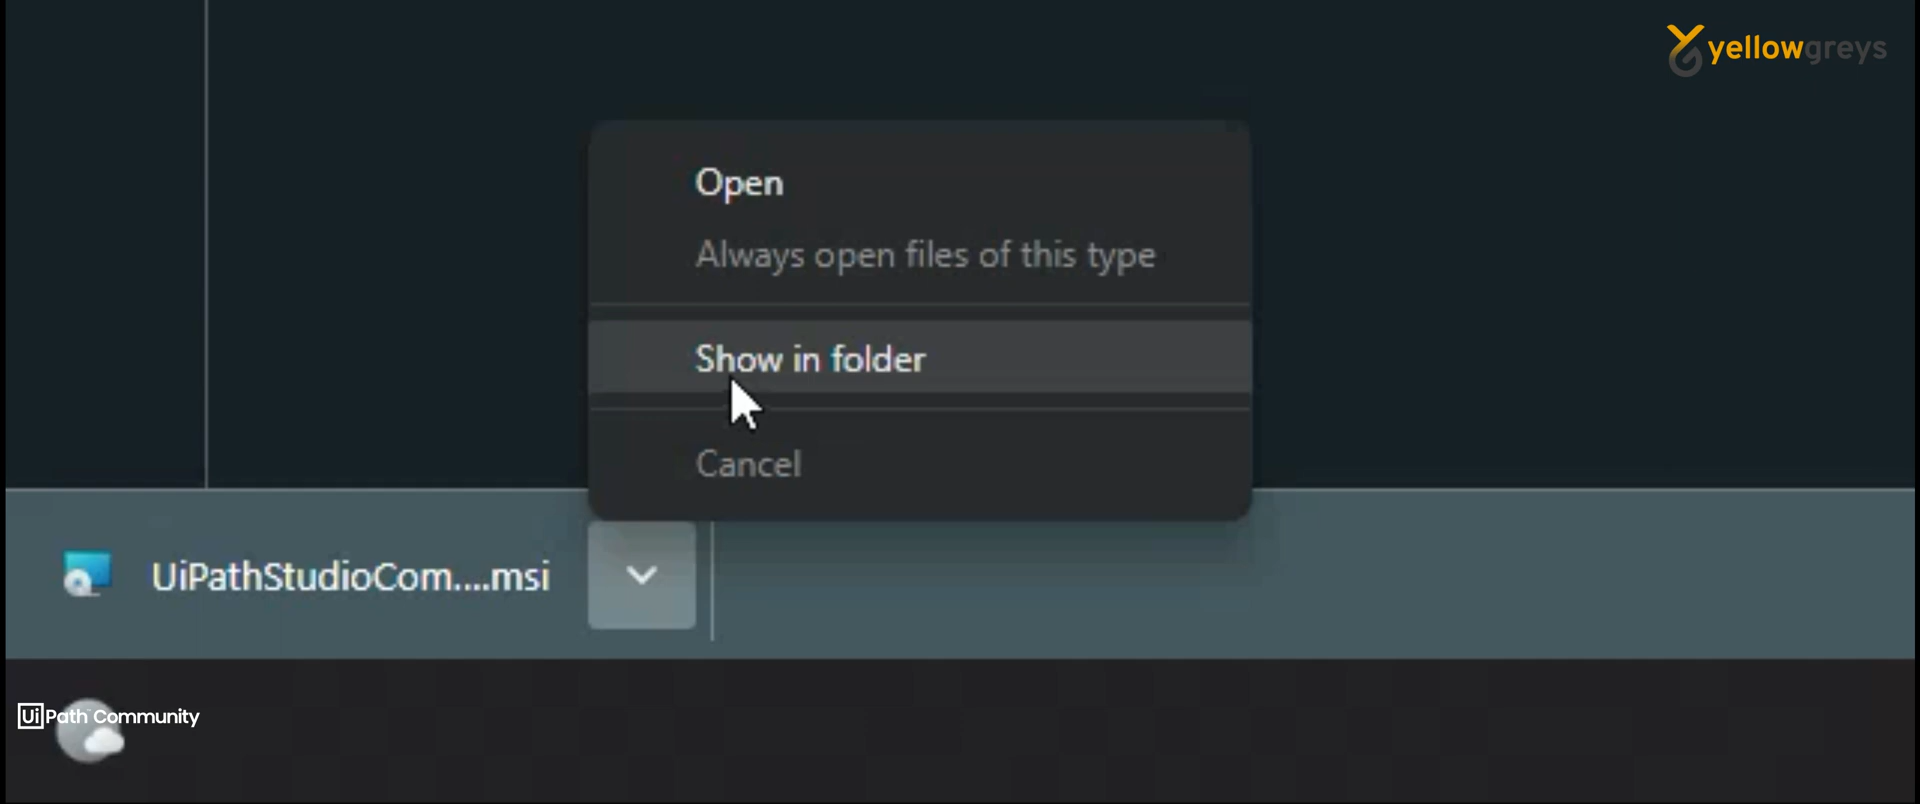 yellowgreys
Open
Always open files of this type
Show in folder
Cancel
UiPathStudioCom....msi
UiPath Community